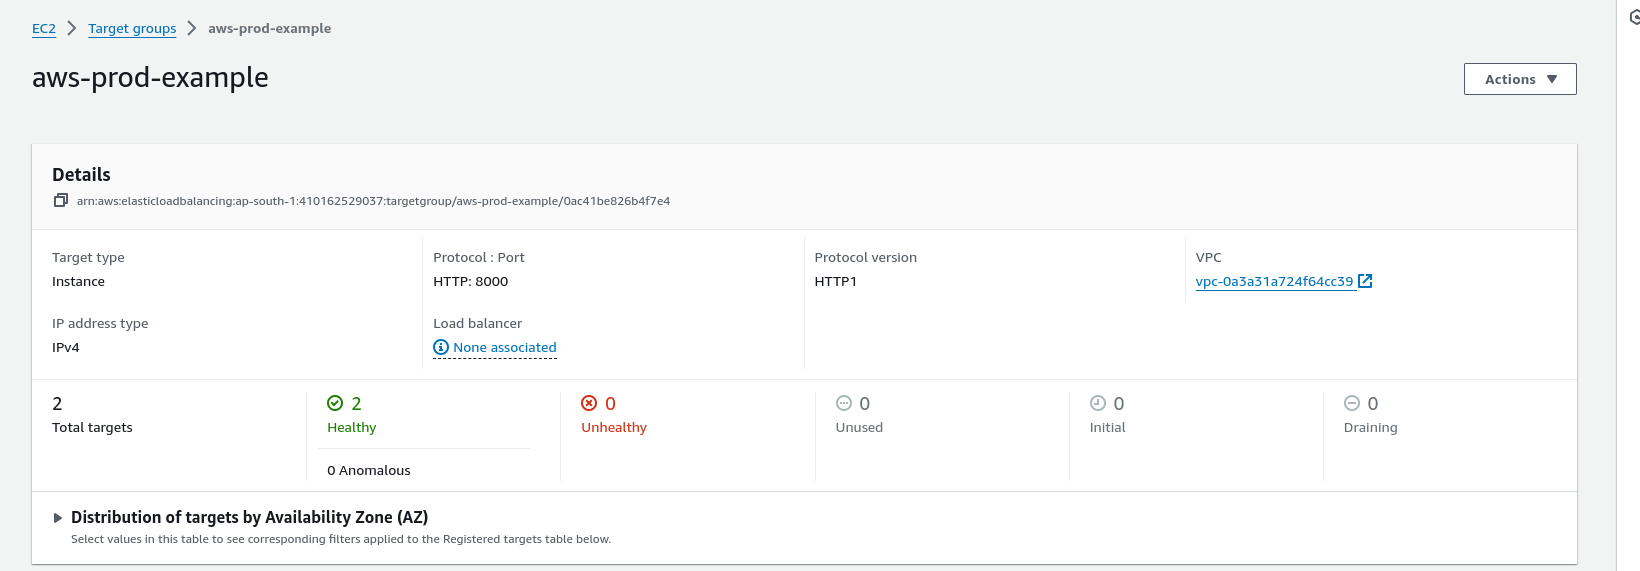 EC2 > Target groups > aws-prod-example
aws-prod-example
Actions
Details
arn:aws:elasticloadbalancing:ap-south-1:410162529037:targetgroup/aws-prod-example/0ac41be826b4f7e4
Target type
Instance
Protocol : Port
HTTP: 8000
Protocol version
HTTP1
VPC
vpc-0a3a31a724f64cc39
IP address type
IPv4
Load balancer
None associated
2
Total targets
2
Healthy
0 Anomalous
0
Unhealthy
0
Unused
0
Initial
0
Draining
Distribution of targets by Availability Zone (AZ)
Select values in this table to see corresponding filters applied to the Registered targets table below.